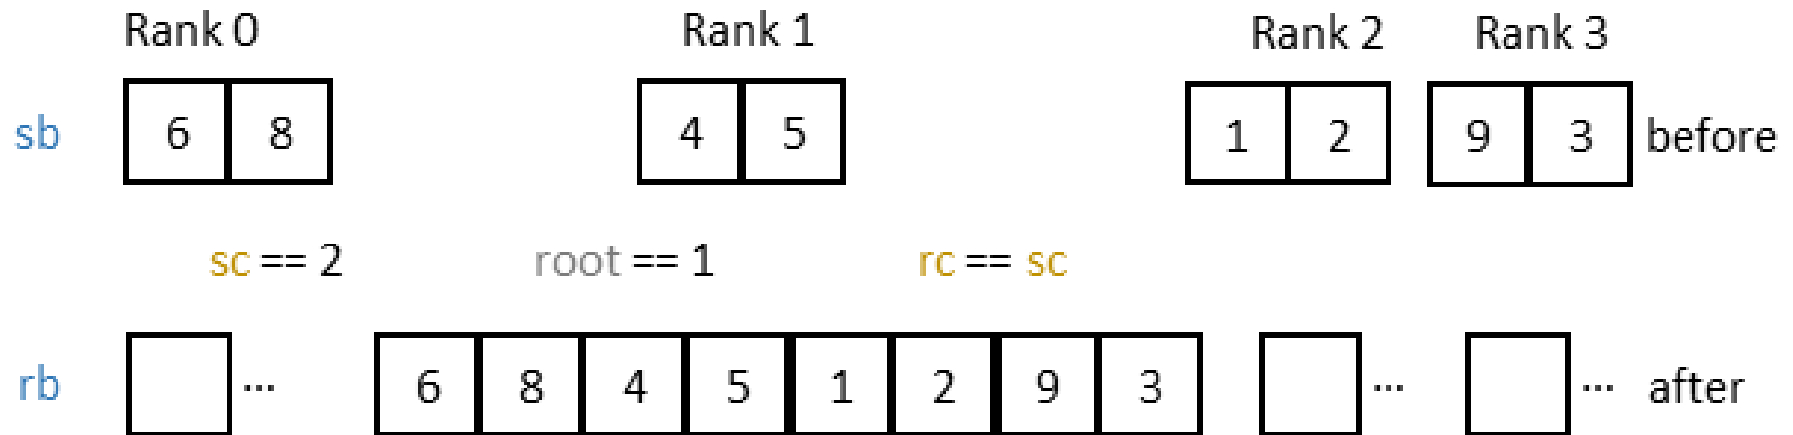 Rank 0 Rank 1 Rank 2 Rank 3
sb 6 8 4 5 1 2 9 3 before
sc == 2 root == 1 rc == sc
rb ... 6 8 4 5 1 2 9 3 ... ... after